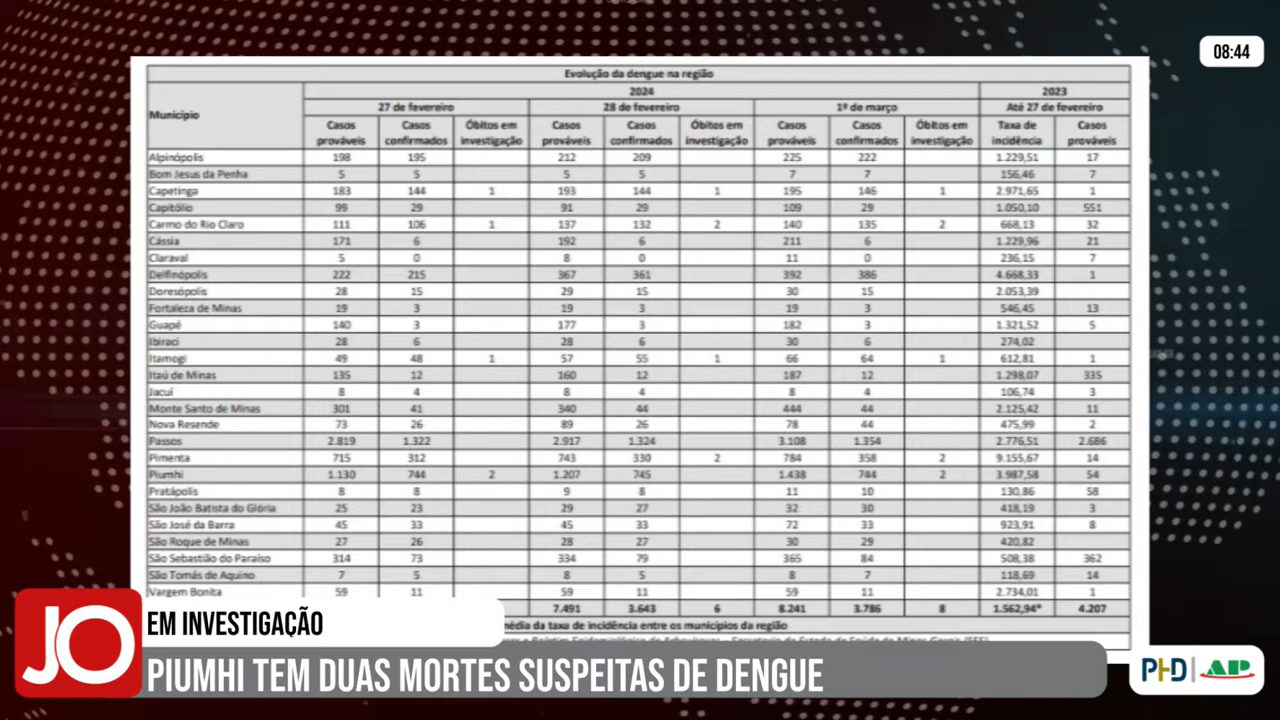 08:44
Evolução da dengue na região
Município 2024 2023
27 de fevereiro 28 de fevereiro 1º de março Até 27 de fevereiro
Casos prováveis Casos confirmados Óbitos em investigação Casos prováveis Casos confirmados Óbitos em investigação Casos prováveis Casos confirmados Óbitos em investigação Taxa de incidência Casos prováveis
Alpinópolis 198 195 212 209 225 222 1.229,51 17
Bom Jesus da Penha 5 5 5 5 7 7 156,46 7
Capetinga 183 144 1 193 144 1 195 146 1 2.971,65 1
Capitólio 99 29 91 29 109 29 1.050,10 551
Carmo do Rio Claro 111 106 1 137 132 2 140 135 2 668,13 32
Cássia 171 6 192 6 211 6 1.229,96 21
Claraval 5 0 8 0 11 0 236,15 7
Delfinópolis 222 215 367 361 392 386 4.668,33 1
Doresópolis 28 15 29 15 30 15 2.053,39
Fortaleza de Minas 19 3 19 3 19 3 546,45 13
Guapé 140 3 177 3 182 3 1.321,52 5
Ibiraci 28 6 28 6 30 6 274,02
Itamogi 49 48 1 57 55 1 66 64 1 612,81 1
Itaú de Minas 135 12 160 12 187 12 1.298,07 335
Jacuí 8 4 8 4 8 4 106,74 3
Monte Santo de Minas 301 41 340 44 444 44 2.125,42 11
Nova Resende 73 26 89 26 78 44 475,99 2
Passos 2.819 1.322 2.917 1.324 3.108 1.354 2.776,51 2.686
Pimenta 715 312 743 330 2 784 358 2 9.155,67 14
Piumhi 1.130 744 2 1.207 745 1.438 744 2 3.987,58 54
Pratápolis 8 8 9 8 11 10 130,86 58
São João Batista do Glória 25 23 29 27 32 30 418,19 3
São José da Barra 45 33 45 33 72 33 923,91 8
São Roque de Minas 27 26 28 27 30 29 420,82
São Sebastião do Paraíso 314 73 334 79 365 84 508,38 362
São Tomás de Aquino 7 5 8 5 8 7 118,69 14
Vargem Bonita 59 11 59 11 59 11 2.734,01 1
7.491 3.643 6 8.241 3.786 8 1.562,94* 4.207
média da taxa de incidência entre os municípios da região
JO
EM INVESTIGAÇÃO
PIUMHI TEM DUAS MORTES SUSPEITAS DE DENGUE
PHD | AP